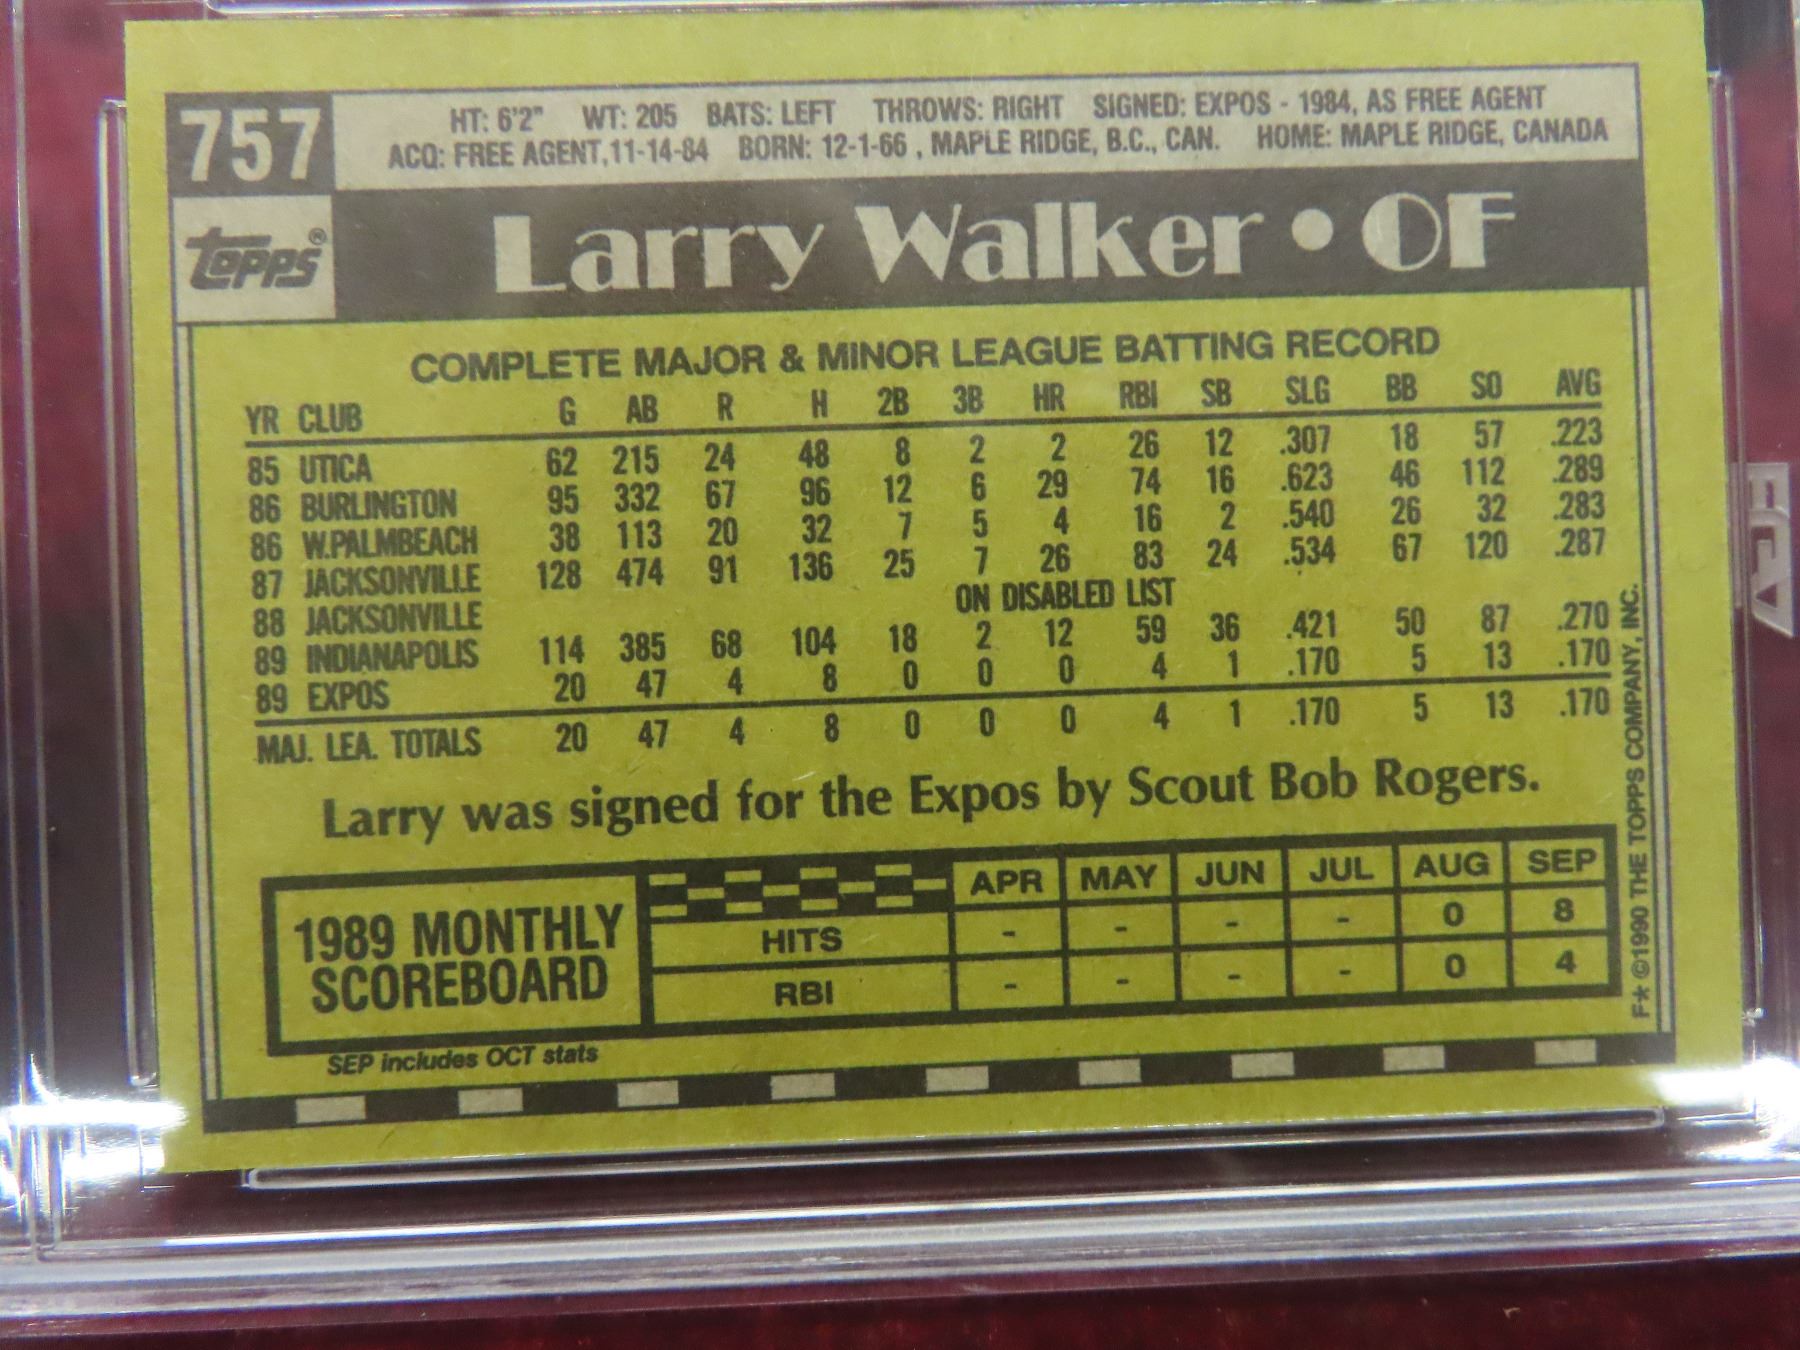 757
HT: 6'2" WT: 205 BATS: LEFT THROWS: RIGHT SIGNED: EXPOS - 1984, AS FREE AGENT
ACQ: FREE AGENT, 11-14-84 BORN: 12-1-66 , MAPLE RIDGE, B.C., CAN. HOME: MAPLE RIDGE, CANADA
topps®
Larry Walker • OF
COMPLETE MAJOR & MINOR LEAGUE BATTING RECORD
YR CLUB G AB R H 2B 3B HR RBI SB SLG BB SO AVG
85 UTICA 62 215 24 48 8 2 2 26 12 .307 18 57 .223
86 BURLINGTON 95 332 67 96 12 6 29 74 16 .623 46 112 .289
86 W.PALMBEACH 38 113 20 32 7 5 4 16 2 .540 26 32 .283
87 JACKSONVILLE 128 474 91 136 25 7 26 83 24 .534 67 120 .287
88 JACKSONVILLE ON DISABLED LIST
89 INDIANAPOLIS 114 385 68 104 18 2 12 59 36 .421 50 87 .270
89 EXPOS 20 47 4 8 0 0 0 4 1 .170 5 13 .170
MAJ. LEA. TOTALS 20 47 4 8 0 0 0 4 1 .170 5 13 .170
Larry was signed for the Expos by Scout Bob Rogers.
1989 MONTHLY
SCOREBOARD
APR MAY JUN JUL AUG SEP
HITS - - - - 0 8
RBI - - - - 0 4
SEP includes OCT stats
F* ©1990 THE TOPPS COMPANY, INC.